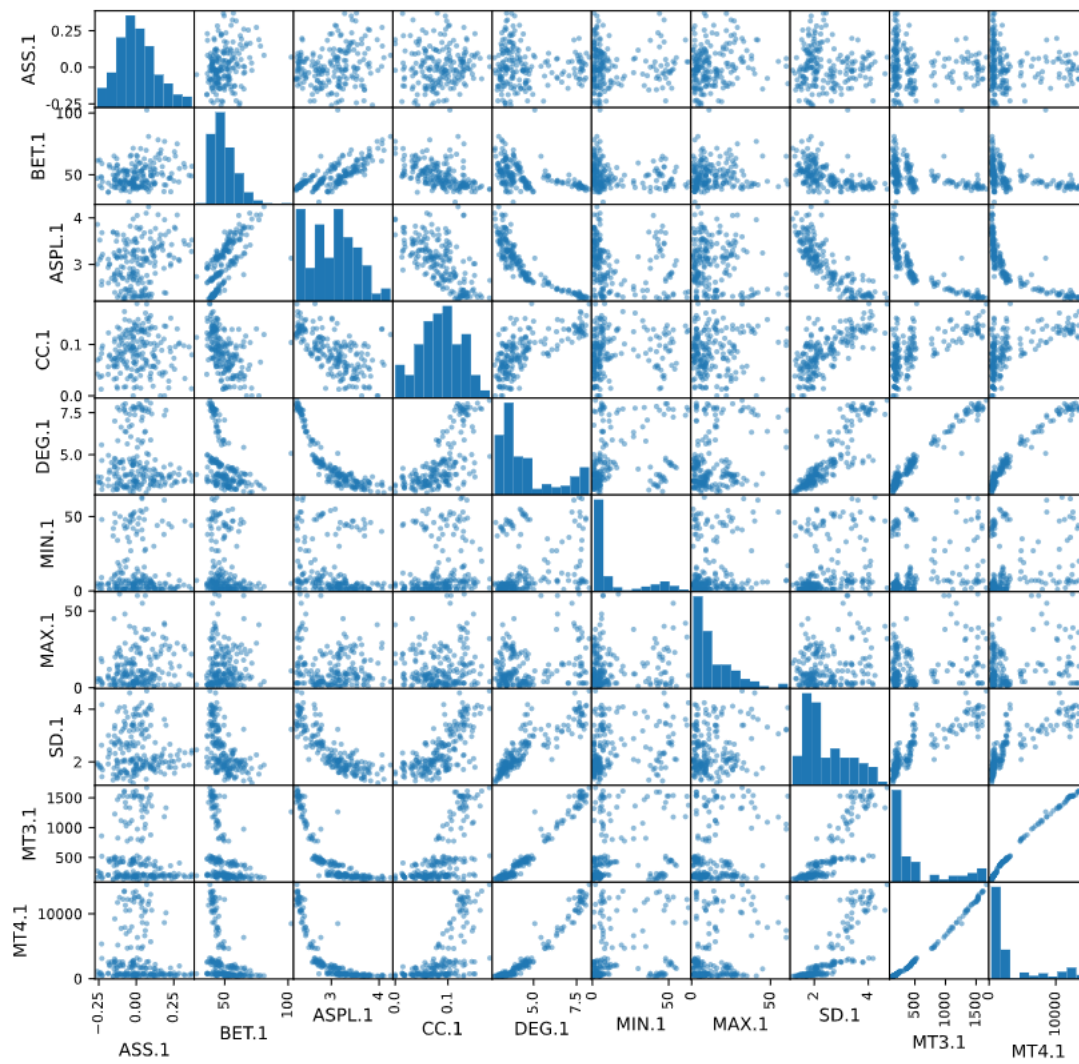 ASS.1
0.25
0.0
-0.25
BET.1
100
50
ASPL.1
4
3
CC.1
0.1
0.0
DEG.1
7.5
5.0
MIN.1
50
0
MAX.1
50
0
SD.1
4
2
MT3.1
1500
1000
500
MT4.1
10000
0
−0.25 0.00 0.25 50 100 3 4 0.0 0.1 5.0 7.5 0 50 0 50 2 4 500 1000 1500 0 10000
ASS.1 BET.1 ASPL.1 CC.1 DEG.1 MIN.1 MAX.1 SD.1 MT3.1 MT4.1